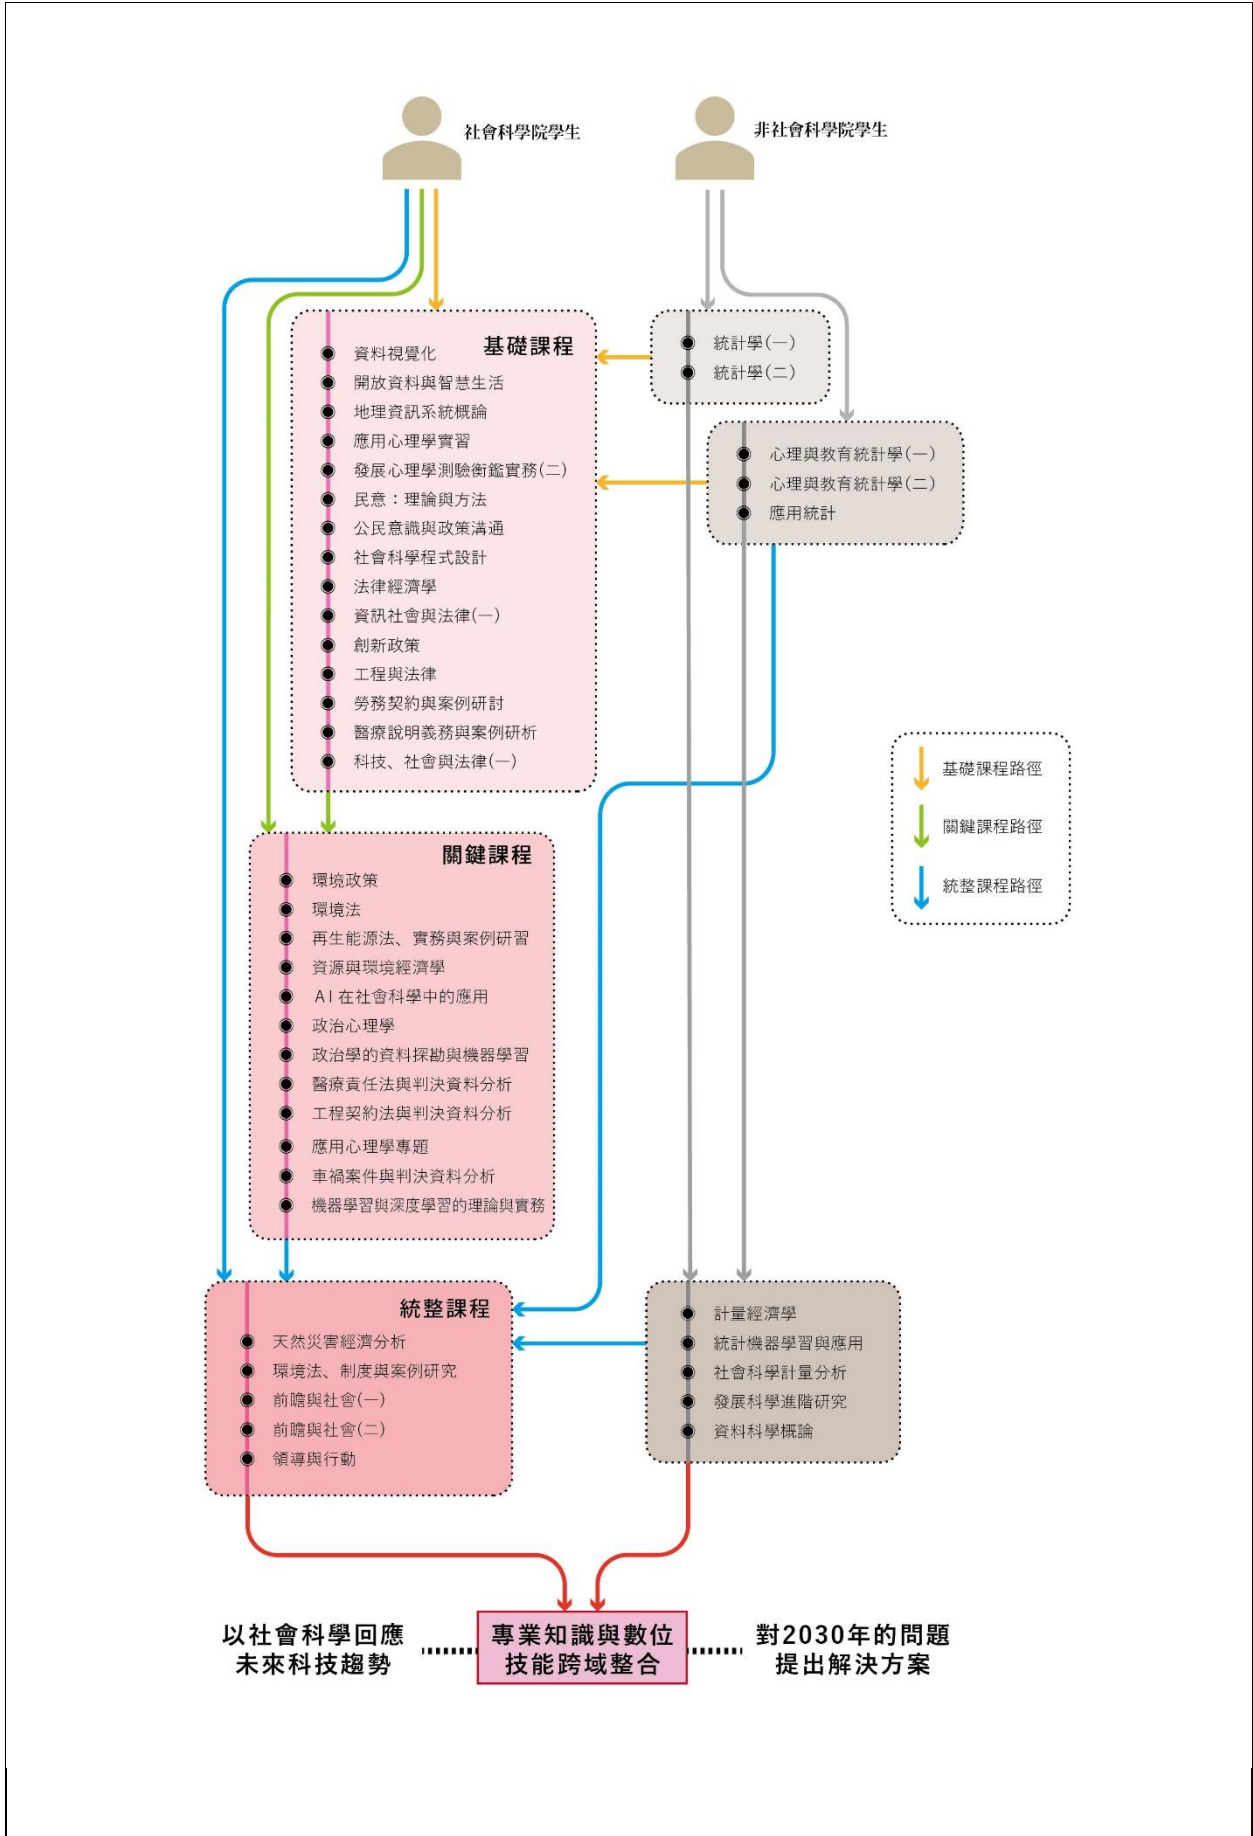 社會科學院學生
非社會科學院學生
基礎課程
資料視覺化
開放資料與智慧生活
地理資訊系統概論
應用心理學實習
發展心理學測驗衡鑑實務(二)
民意：理論與方法
公民意識與政策溝通
社會科學程式設計
法律經濟學
資訊社會與法律(一)
創新政策
工程與法律
勞務契約與案例研討
醫療說明義務與案例研析
科技、社會與法律(一)
統計學(一)
統計學(二)
心理與教育統計學(一)
心理與教育統計學(二)
應用統計
基礎課程路徑
關鍵課程路徑
統整課程路徑
關鍵課程
環境政策
環境法
再生能源法、實務與案例研習
資源與環境經濟學
AI在社會科學中的應用
政治心理學
政治學的資料探勘與機器學習
醫療責任法與判決資料分析
工程契約法與判決資料分析
應用心理學專題
車禍案件與判決資料分析
機器學習與深度學習的理論與實務
統整課程
天然災害經濟分析
環境法、制度與案例研究
前瞻與社會(一)
前瞻與社會(二)
領導與行動
計量經濟學
統計機器學習與應用
社會科學計量分析
發展科學進階研究
資料科學概論
以社會科學回應
未來科技趨勢
專業知識與數位
技能跨域整合
對2030年的問題
提出解決方案